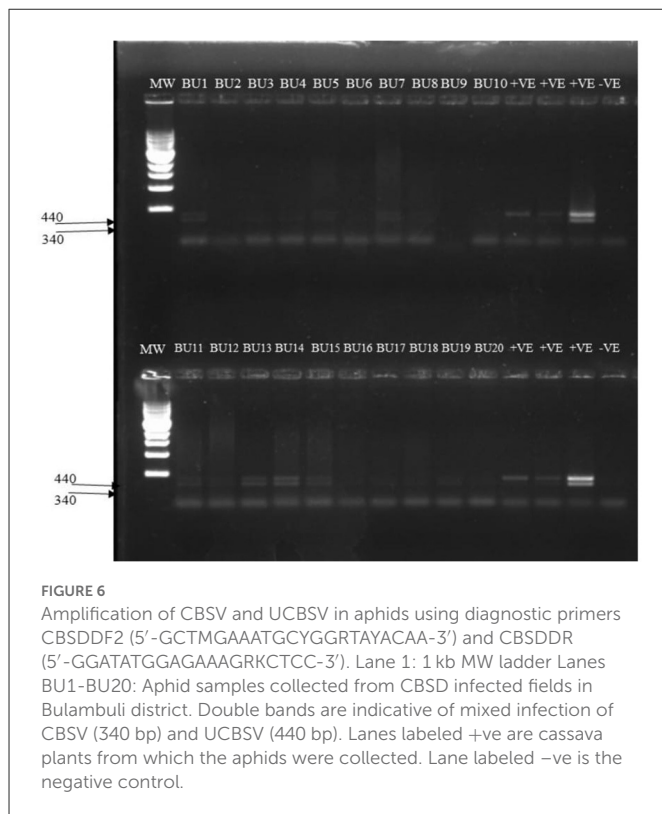 MW BU1 BU2 BU3 BU4 BU5 BU6 BU7 BU8 BU9 BU10 +VE +VE +VE -VE
440
340
MW BU11 BU12 BU13 BU14 BU15 BU16 BU17 BU18 BU19 BU20 +VE +VE +VE -VE
440
340
FIGURE 6
Amplification of CBSV and UCBSV in aphids using diagnostic primers
CBSDDF2 (5′-GCTMGAAATGCYGGRTAYACAA-3′) and CBSDDR
(5′-GGATATGGAGAAAGRKCTCC-3′). Lane 1: 1 kb MW ladder Lanes
BU1-BU20: Aphid samples collected from CBSD infected fields in
Bulambuli district. Double bands are indicative of mixed infection of
CBSV (340 bp) and UCBSV (440 bp). Lanes labeled +ve are cassava
plants from which the aphids were collected. Lane labeled −ve is the
negative control.